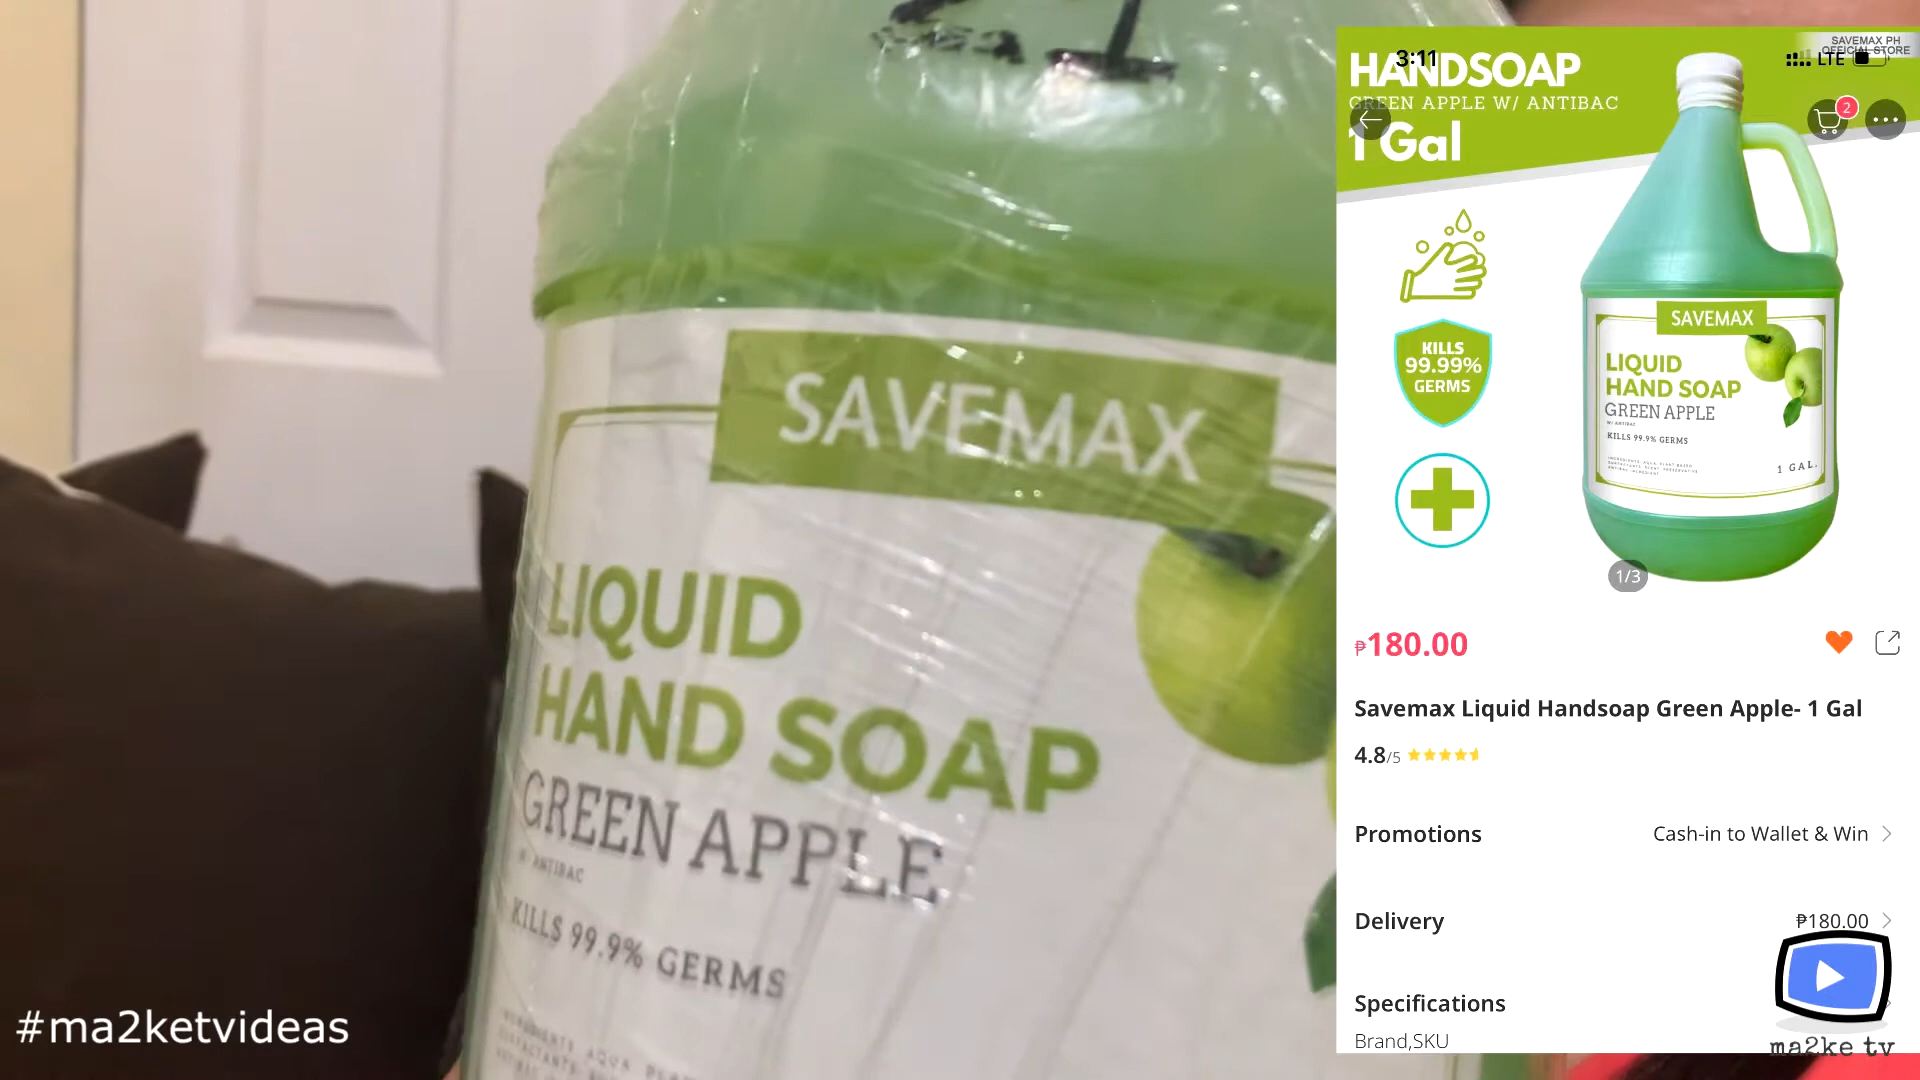 SAVEMAX
LIQUID
HAND SOAP
GREEN APPLE
W/ ANTIBAC
KILLS 99.9% GERMS
#ma2ketvideas
SAVEMAX PH
OFFICIAL STORE
3:11
LTE
HANDSOAP
GREEN APPLE W/ ANTIBAC
1 Gal
2
KILLS
99.99%
GERMS
SAVEMAX
LIQUID
HAND SOAP
GREEN APPLE
W/ ANTIBAC
KILLS 99.9% GERMS
1 GAL.
1/3
₱180.00
Savemax Liquid Handsoap Green Apple- 1 Gal
4.8/5
Promotions
Cash-in to Wallet & Win
Delivery
₱180.00
Specifications
Brand,SKU
ma2ke tv